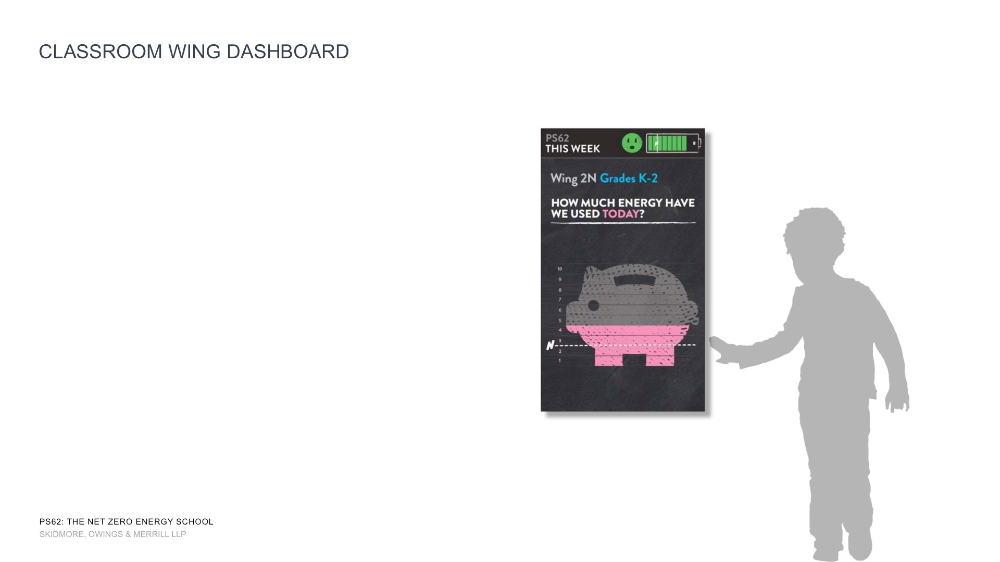 CLASSROOM WING DASHBOARD
PS62
THIS WEEK
N
8
Wing 2N Grades K-2
HOW MUCH ENERGY HAVE
WE USED TODAY?
10
9
8
7
6
5
4
3
N
2
1
PS62: THE NET ZERO ENERGY SCHOOL
SKIDMORE, OWINGS & MERRILL LLP